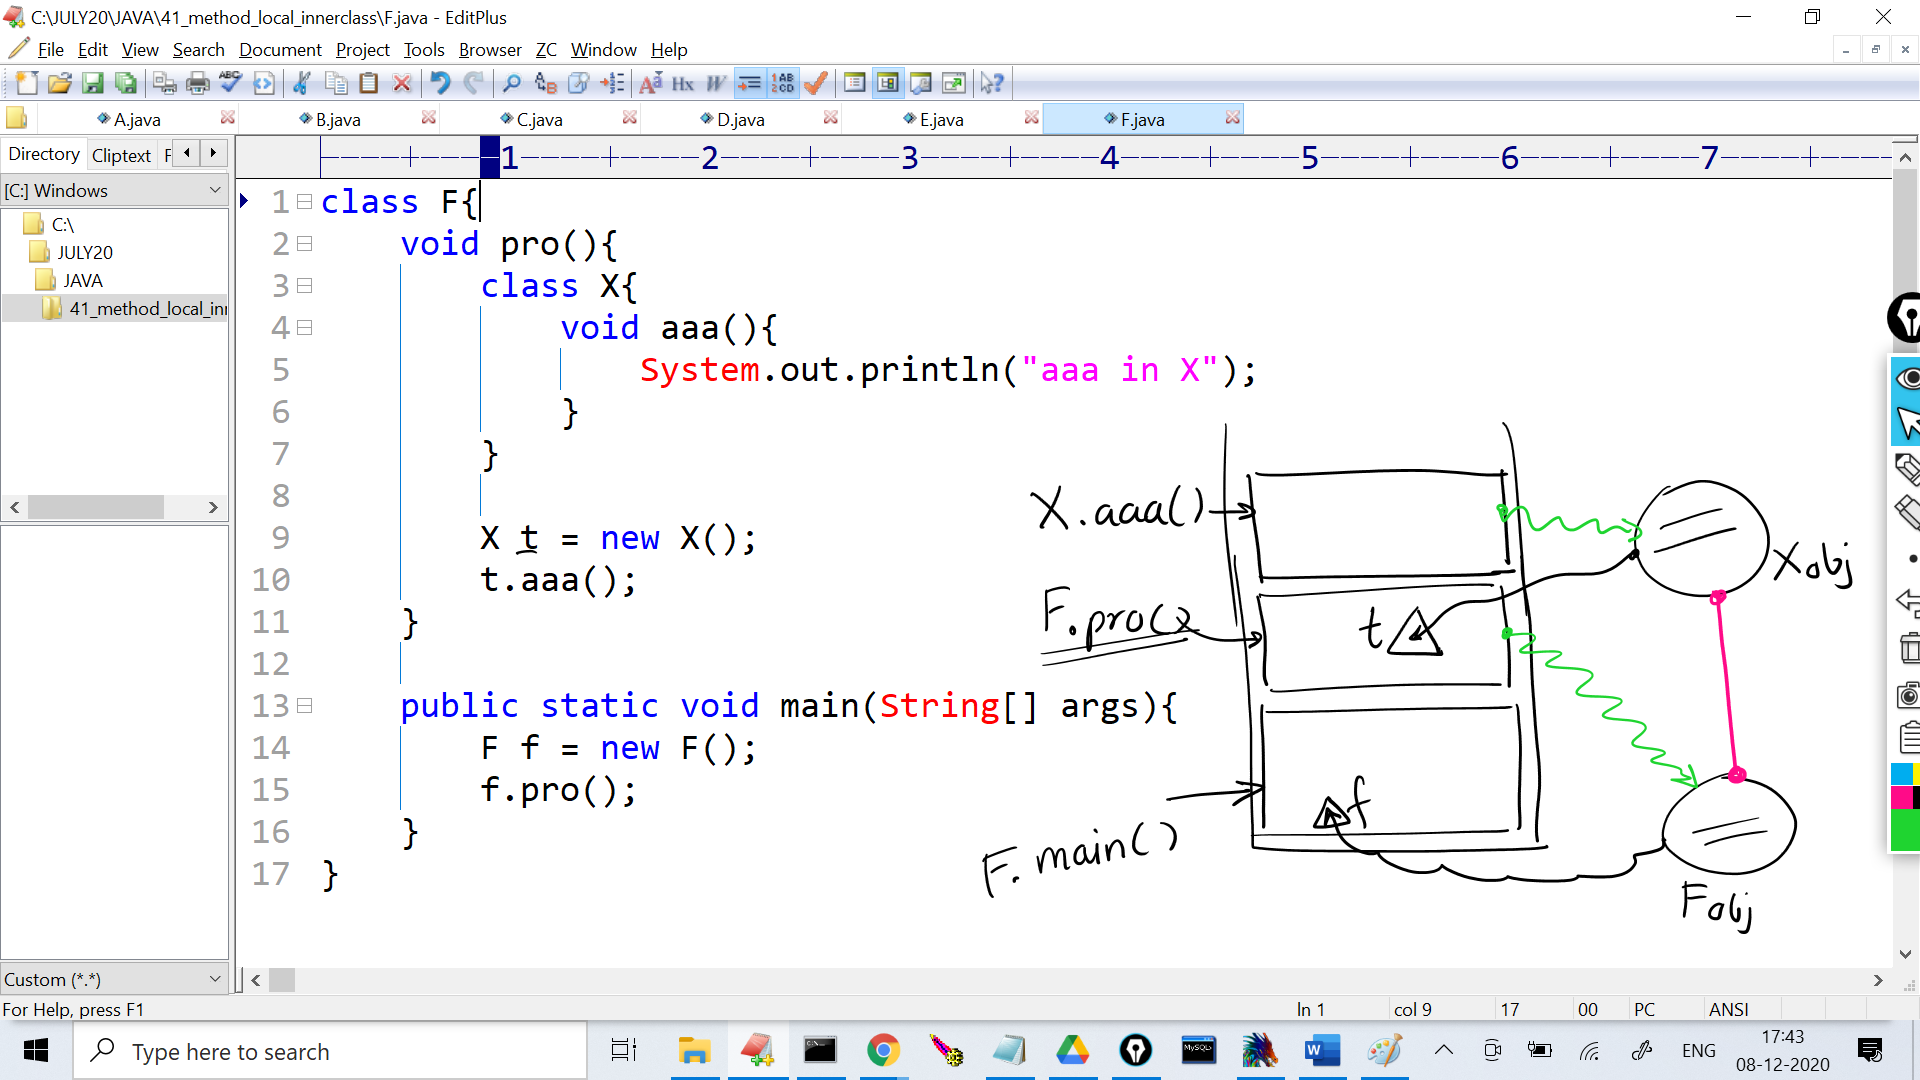 C:\JULY20\JAVA\41_method_local_innerclass\F.java - EditPlus
File Edit View Search Document Project Tools Browser ZC Window Help
A.java B.java C.java D.java E.java F.java
Directory Cliptext F
1 2 3 4 5 6 7
[C:] Windows
C:\
JULY20
JAVA
41_method_local_inn
1 class F{
2 void pro(){
3 class X{
4 void aaa(){
5 System.out.println("aaa in X");
6 }
7 }
8
9 X t = new X();
10 t.aaa();
11 }
12
13 public static void main(String[] args){
14 F f = new F();
15 f.pro();
16 }
17 }
X.aaa()
X obj
F.pro()
t
f
F.main()
F obj
Custom (*.*)
For Help, press F1
ln 1 col 9 17 00 PC ANSI
Type here to search
MySQL
W
ENG
17:43
08-12-2020